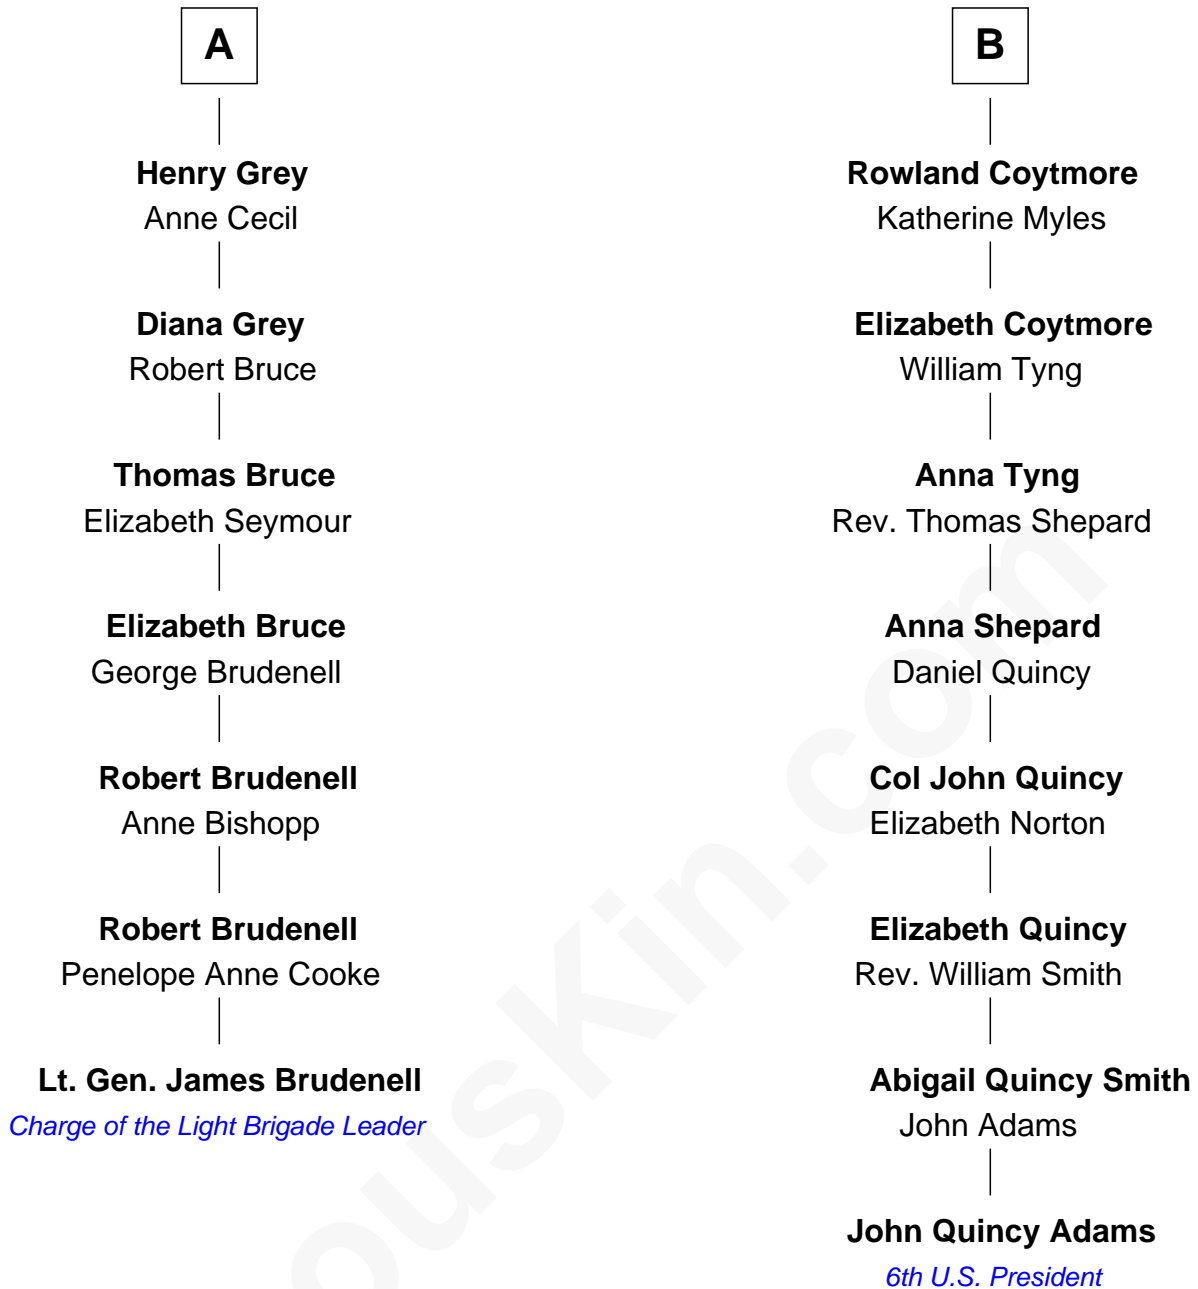 A
Henry Grey
Anne Cecil
Diana Grey
Robert Bruce
Thomas Bruce
Elizabeth Seymour
Elizabeth Bruce
George Brudenell
Robert Brudenell
Anne Bishopp
Robert Brudenell
Penelope Anne Cooke
Lt. Gen. James Brudenell
Charge of the Light Brigade Leader
B
Rowland Coytmore
Katherine Myles
Elizabeth Coytmore
William Tyng
Anna Tyng
Rev. Thomas Shepard
Anna Shepard
Daniel Quincy
Col John Quincy
Elizabeth Norton
Elizabeth Quincy
Rev. William Smith
Abigail Quincy Smith
John Adams
John Quincy Adams
6th U.S. President
ousKin.com